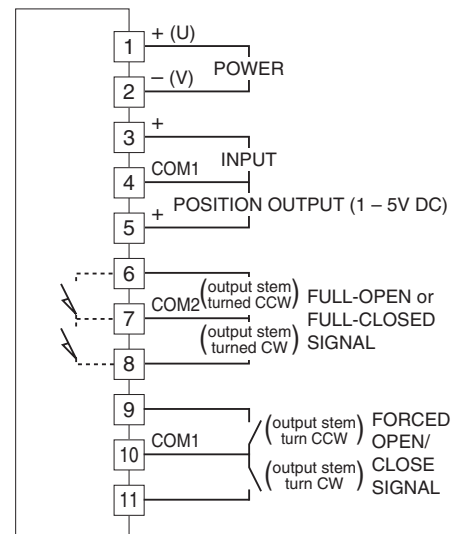 1 + (U)
POWER
2 – (V)
3 +
INPUT
4 COM1
POSITION OUTPUT (1 – 5V DC)
5 +
6
(output stem turned CCW)
7 COM2
FULL-OPEN or
FULL-CLOSED
SIGNAL
(output stem turned CW)
8
9
(output stem turn CCW)
10 COM1
FORCED
OPEN/
CLOSE
SIGNAL
(output stem turn CW)
11